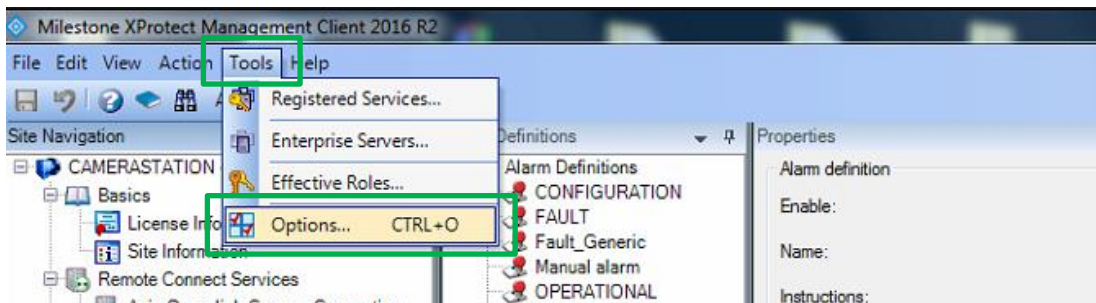 Milestone XProtect Management Client 2016 R2
File Edit View Action Tools Help
Registered Services...
Enterprise Servers...
Effective Roles...
Options... CTRL+O
Site Navigation
CAMERASTATION
Basics
License Info
Site Information
Remote Connect Services
Definitions
Alarm Definitions
CONFIGURATION
FAULT
Fault_Generic
Manual alarm
OPERATIONAL
Properties
Alarm definition
Enable:
Name:
Instructions: